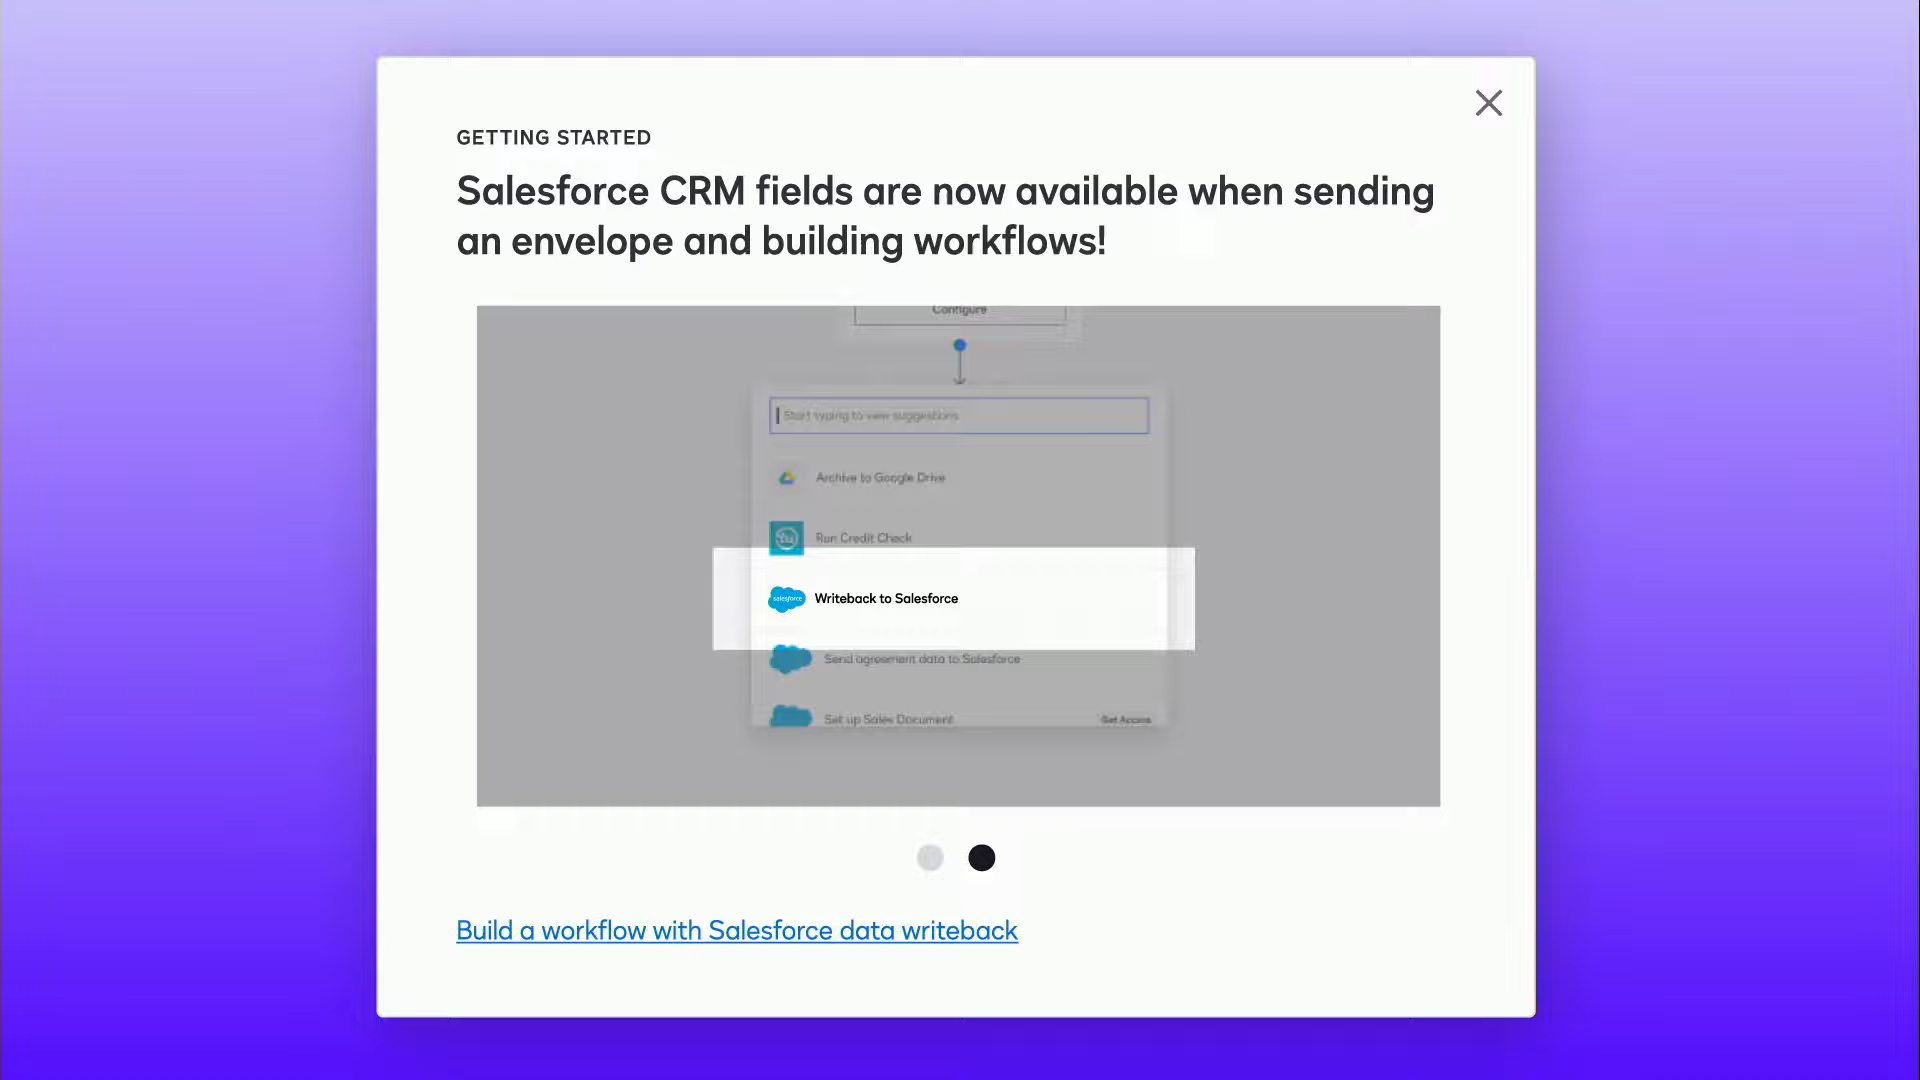 GETTING STARTED
Salesforce CRM fields are now available when sending
an envelope and building workflows!
Configure
Start typing to view suggestions
Archive to Google Drive
tu
Run Credit Check
salesforce
Writeback to Salesforce
Send agreement data to Salesforce
Set up Sales Document
Get Access
Build a workflow with Salesforce data writeback